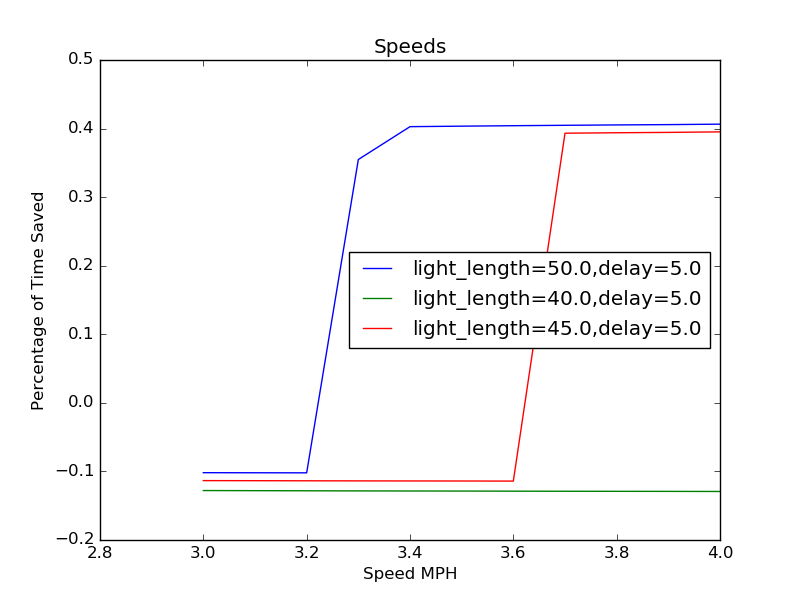 Speeds
0.5
0.4
0.3
0.2
0.1
0.0
−0.1
−0.2
Percentage of Time Saved
light_length=50.0,delay=5.0
light_length=40.0,delay=5.0
light_length=45.0,delay=5.0
2.8 3.0 3.2 3.4 3.6 3.8 4.0
Speed MPH